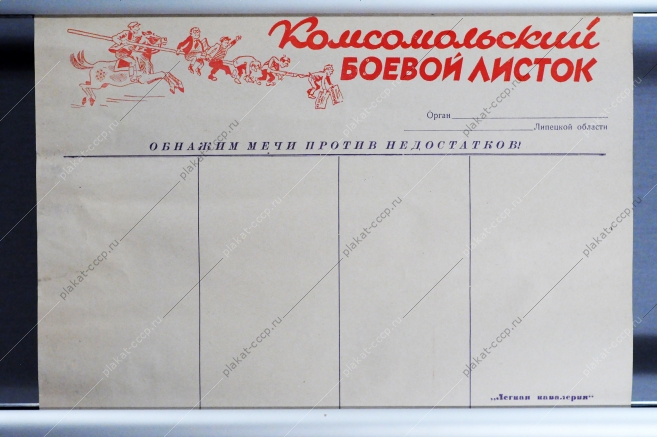 Комсомольский
БОЕВОЙ ЛИСТОК
Орган
Липецкой области
ОБНАЖИМ МЕЧИ ПРОТИВ НЕДОСТАТКОВ!
„Легкая кавалерия“
plakat-cccp.ru